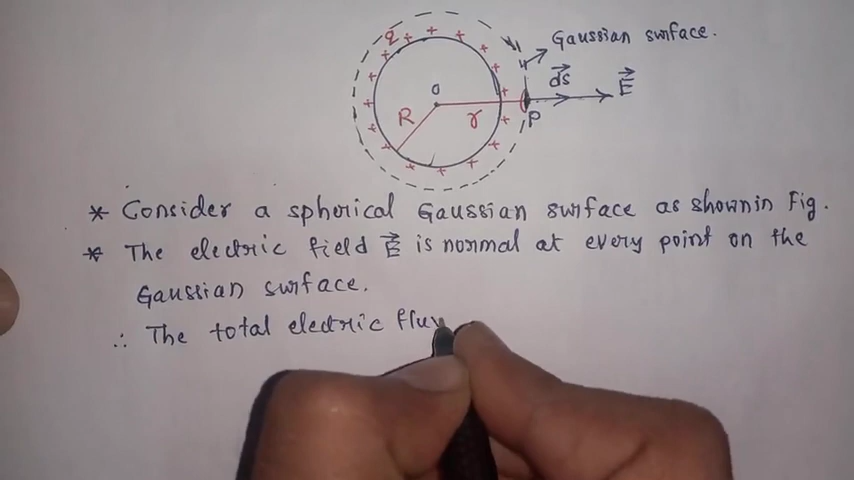 q + + + + + + + + + + + + + + + +
Gaussian surface.
ds E
O
R r P
* Consider a spherical Gaussian surface as shown in Fig.
* The electric field E is normal at every point on the
Gaussian surface.
∴ The total electric flux